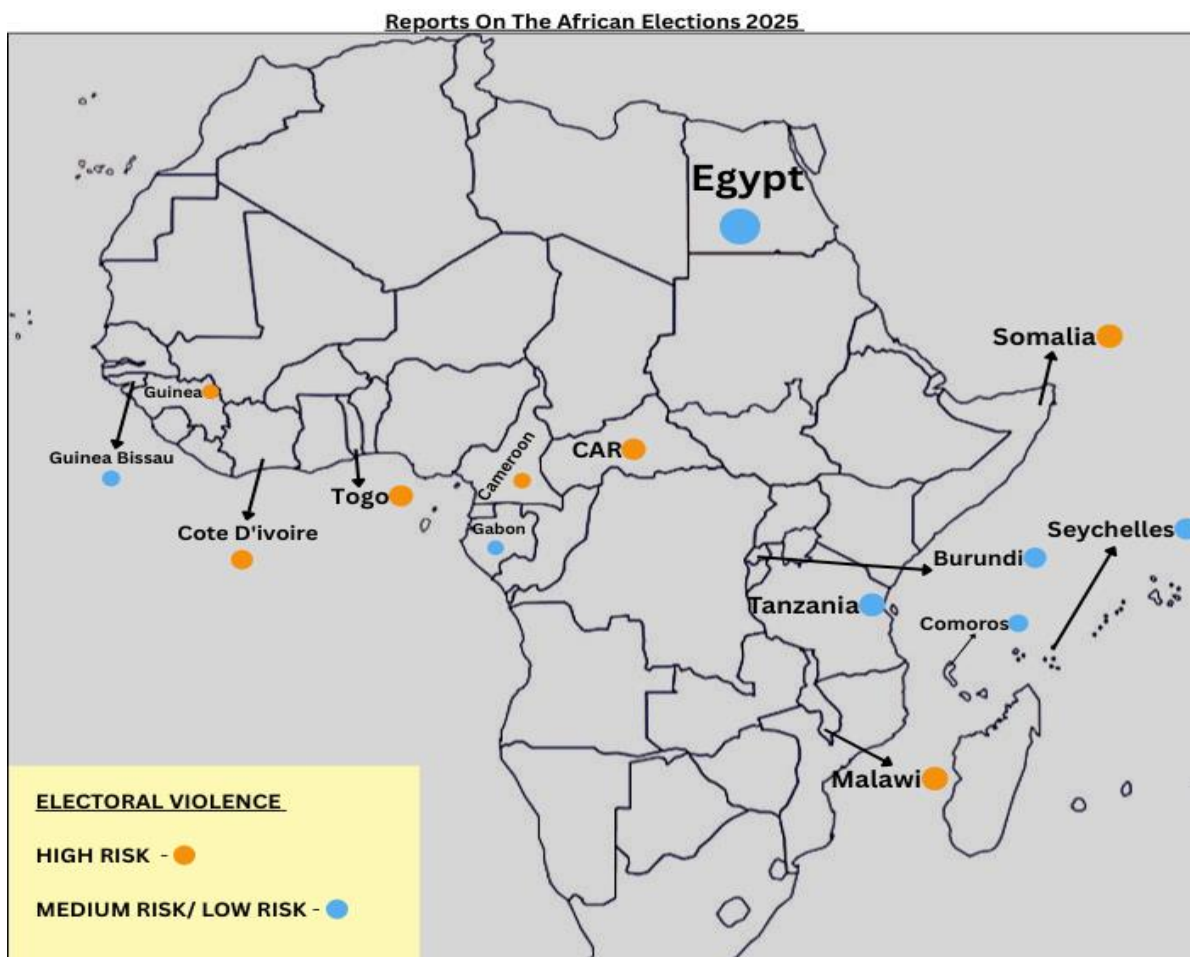 Reports On The African Elections 2025
Egypt
Somalia
Guinea
Guinea Bissau
Cameroon
CAR
Togo
Cote D'ivoire
Gabon
Seychelles
Burundi
Tanzania
Comoros
Malawi
ELECTORAL VIOLENCE
HIGH RISK -
MEDIUM RISK/ LOW RISK -